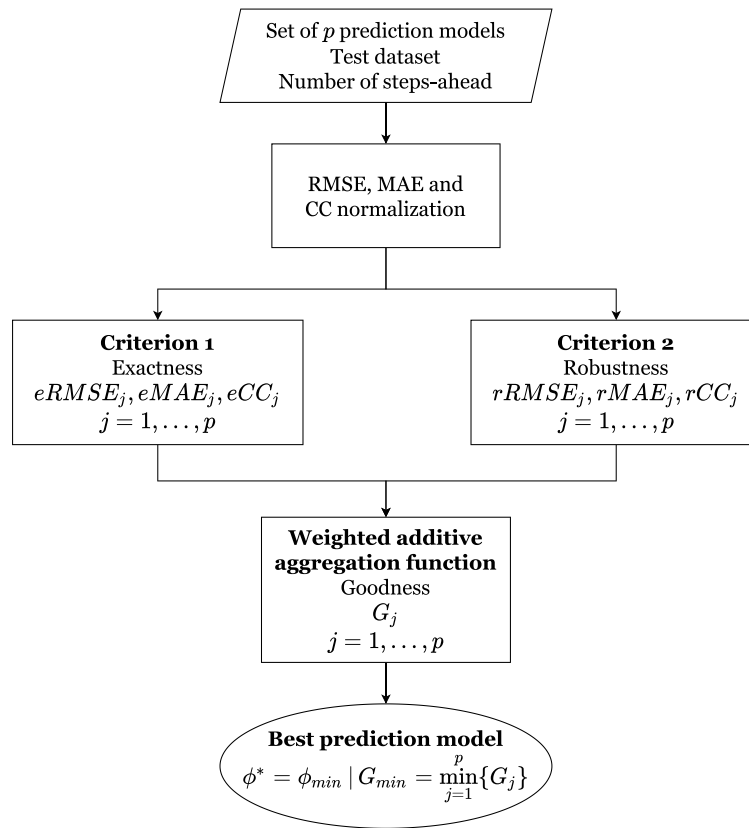 Set of p prediction models
Test dataset
Number of steps-ahead
RMSE, MAE and
CC normalization
Criterion 1
Exactness
eRMSE_j, eMAE_j, eCC_j
j = 1, . . . , p
Criterion 2
Robustness
rRMSE_j, rMAE_j, rCC_j
j = 1, . . . , p
Weighted additive
aggregation function
Goodness
G_j
j = 1, . . . , p
Best prediction model
ϕ* = ϕ_min | G_min = min_{j=1}^{p}{G_j}